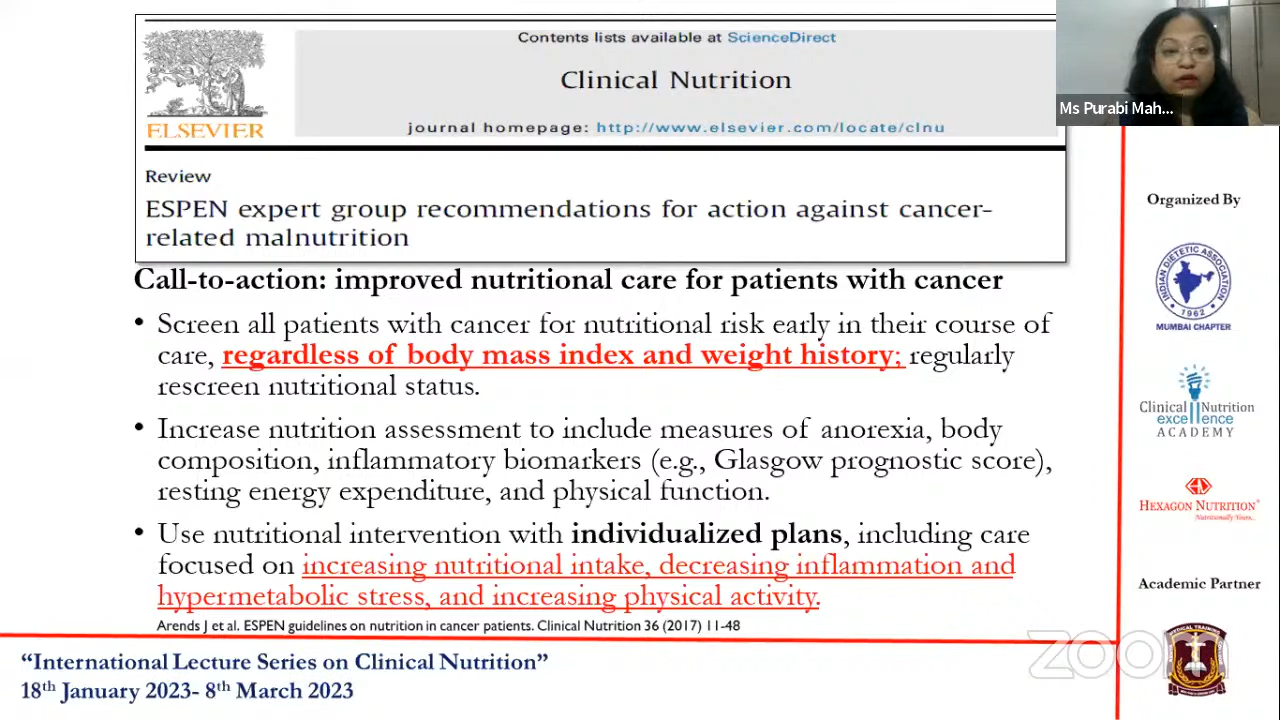 Contents lists available at ScienceDirect
Clinical Nutrition
ELSEVIER
journal homepage: http://www.elsevier.com/locate/clnu
Ms Purabi Mah...
Review
ESPEN expert group recommendations for action against cancer-
related malnutrition
Call-to-action: improved nutritional care for patients with cancer
• Screen all patients with cancer for nutritional risk early in their course of
care, regardless of body mass index and weight history; regularly
rescreen nutritional status.
• Increase nutrition assessment to include measures of anorexia, body
composition, inflammatory biomarkers (e.g., Glasgow prognostic score),
resting energy expenditure, and physical function.
• Use nutritional intervention with individualized plans, including care
focused on increasing nutritional intake, decreasing inflammation and
hypermetabolic stress, and increasing physical activity.
Arends J et al. ESPEN guidelines on nutrition in cancer patients. Clinical Nutrition 36 (2017) 11-48
“International Lecture Series on Clinical Nutrition”
18th January 2023- 8th March 2023
Organized By
INDIAN DIETETIC ASSOCIATION
1962
MUMBAI CHAPTER
Clinical Nutrition
excellence
ACADEMY
HEXAGON NUTRITION®
Nutritionally Yours...
Academic Partner
zoom